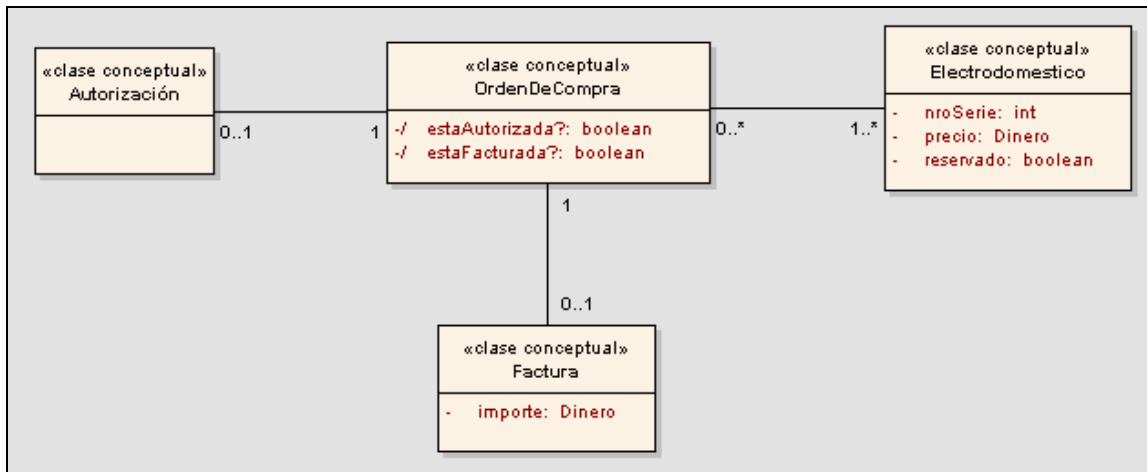 «clase conceptual»
Autorización
0..1
1
«clase conceptual»
OrdenDeCompra
-/ estaAutorizada?: boolean
-/ estaFacturada?: boolean
0..*
1..*
«clase conceptual»
Electrodomestico
- nroSerie: int
- precio: Dinero
- reservado: boolean
1
0..1
«clase conceptual»
Factura
- importe: Dinero